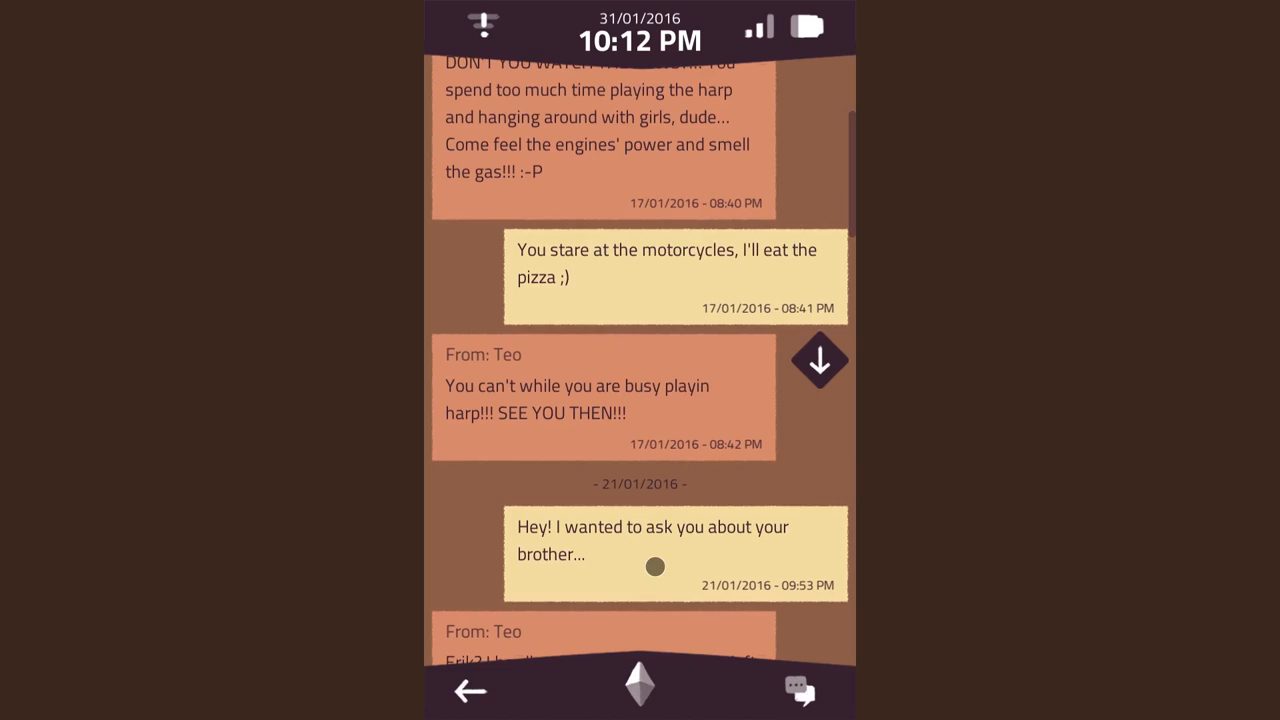 31/01/2016
10:12 PM
DON'T YOU WATCH
spend too much time playing the harp
and hanging around with girls, dude...
Come feel the engines' power and smell
the gas!!! :-P
17/01/2016 - 08:40 PM
You stare at the motorcycles, I'll eat the
pizza ;)
17/01/2016 - 08:41 PM
From: Teo
You can't while you are busy playin
harp!!! SEE YOU THEN!!!
17/01/2016 - 08:42 PM
- 21/01/2016 -
Hey! I wanted to ask you about your
brother...
21/01/2016 - 09:53 PM
From: Teo
Erik? I